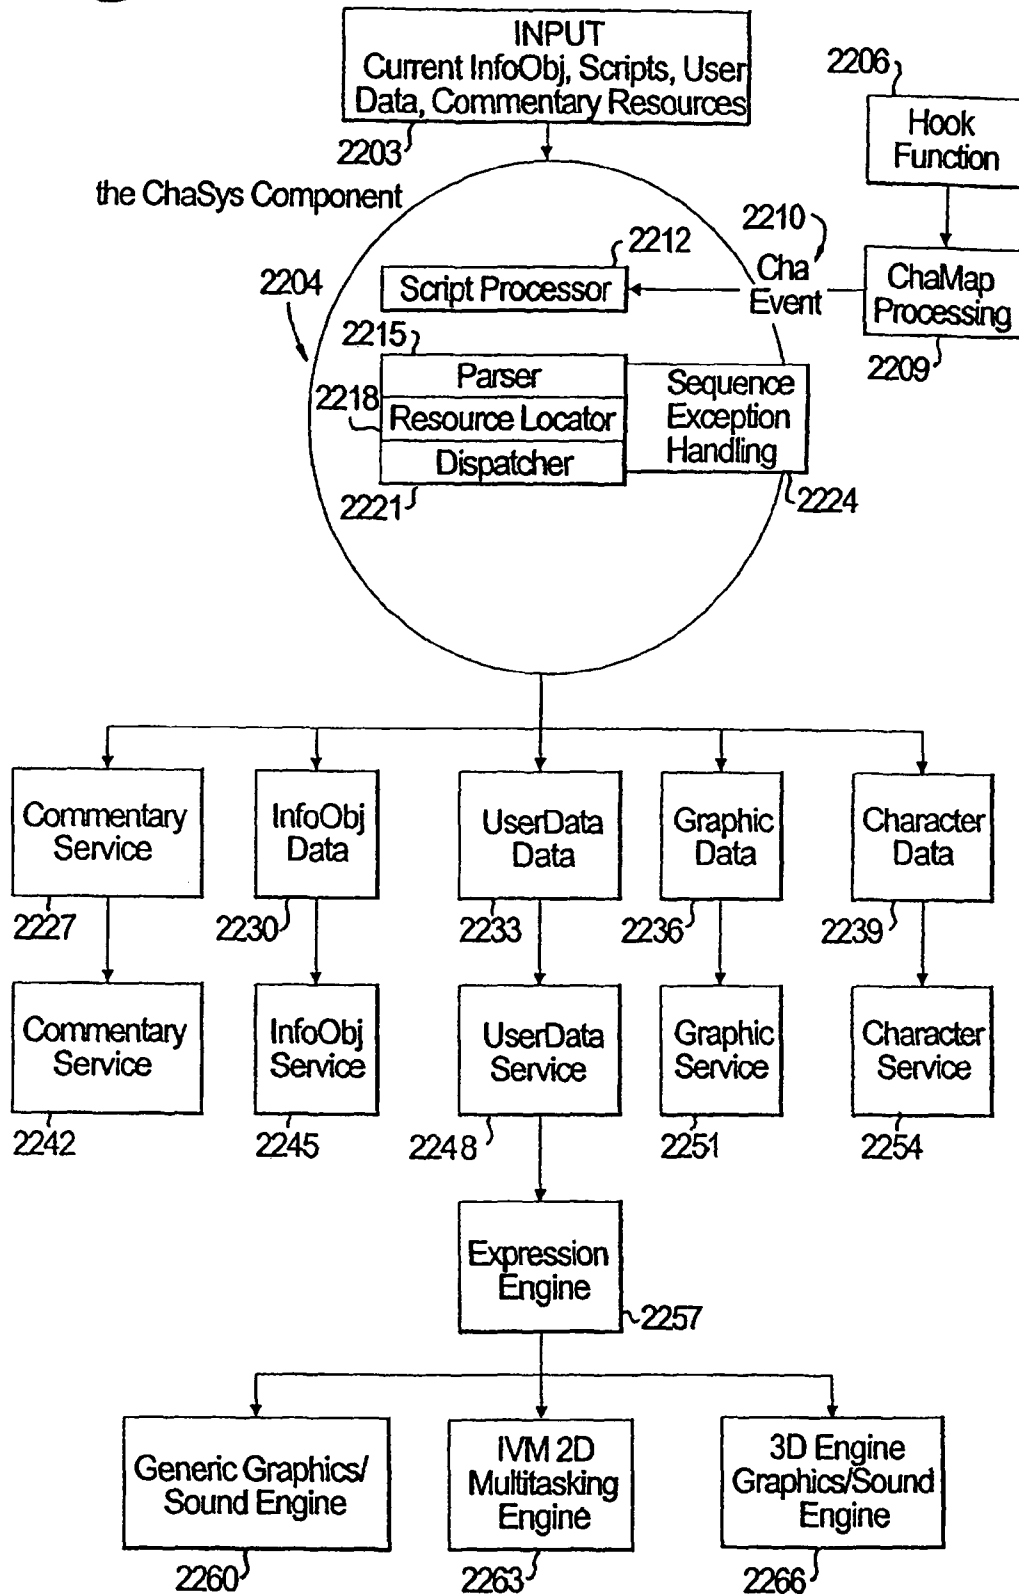 INPUT
Current InfoObj, Scripts, User
Data, Commentary Resources
2203
2206
Hook
Function
the ChaSys Component
2210
Cha
Event
ChaMap
Processing
2209
2204
2212
Script Processor
2215
Parser
2218
Resource Locator
Dispatcher
2221
Sequence
Exception
Handling
2224
Commentary
Service
2227
InfoObj
Data
2230
UserData
Data
2233
Graphic
Data
2236
Character
Data
2239
Commentary
Service
2242
InfoObj
Service
2245
UserData
Service
2248
Graphic
Service
2251
Character
Service
2254
Expression
Engine
2257
Generic Graphics/
Sound Engine
2260
IVM 2D
Multitasking
Engine
2263
3D Engine
Graphics/Sound
Engine
2266